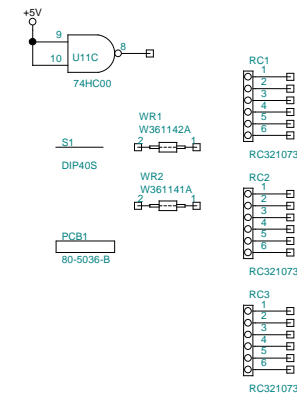 +5V
9
8
10
U11C
74HC00
RC1
1
2
3
4
5
6
RC321073
S1
DIP40S
WR1
W361142A
2
1
WR2
W361141A
2
1
RC2
1
2
3
4
5
6
RC321073
PCB1
80-5036-B
RC3
1
2
3
4
5
6
RC321073